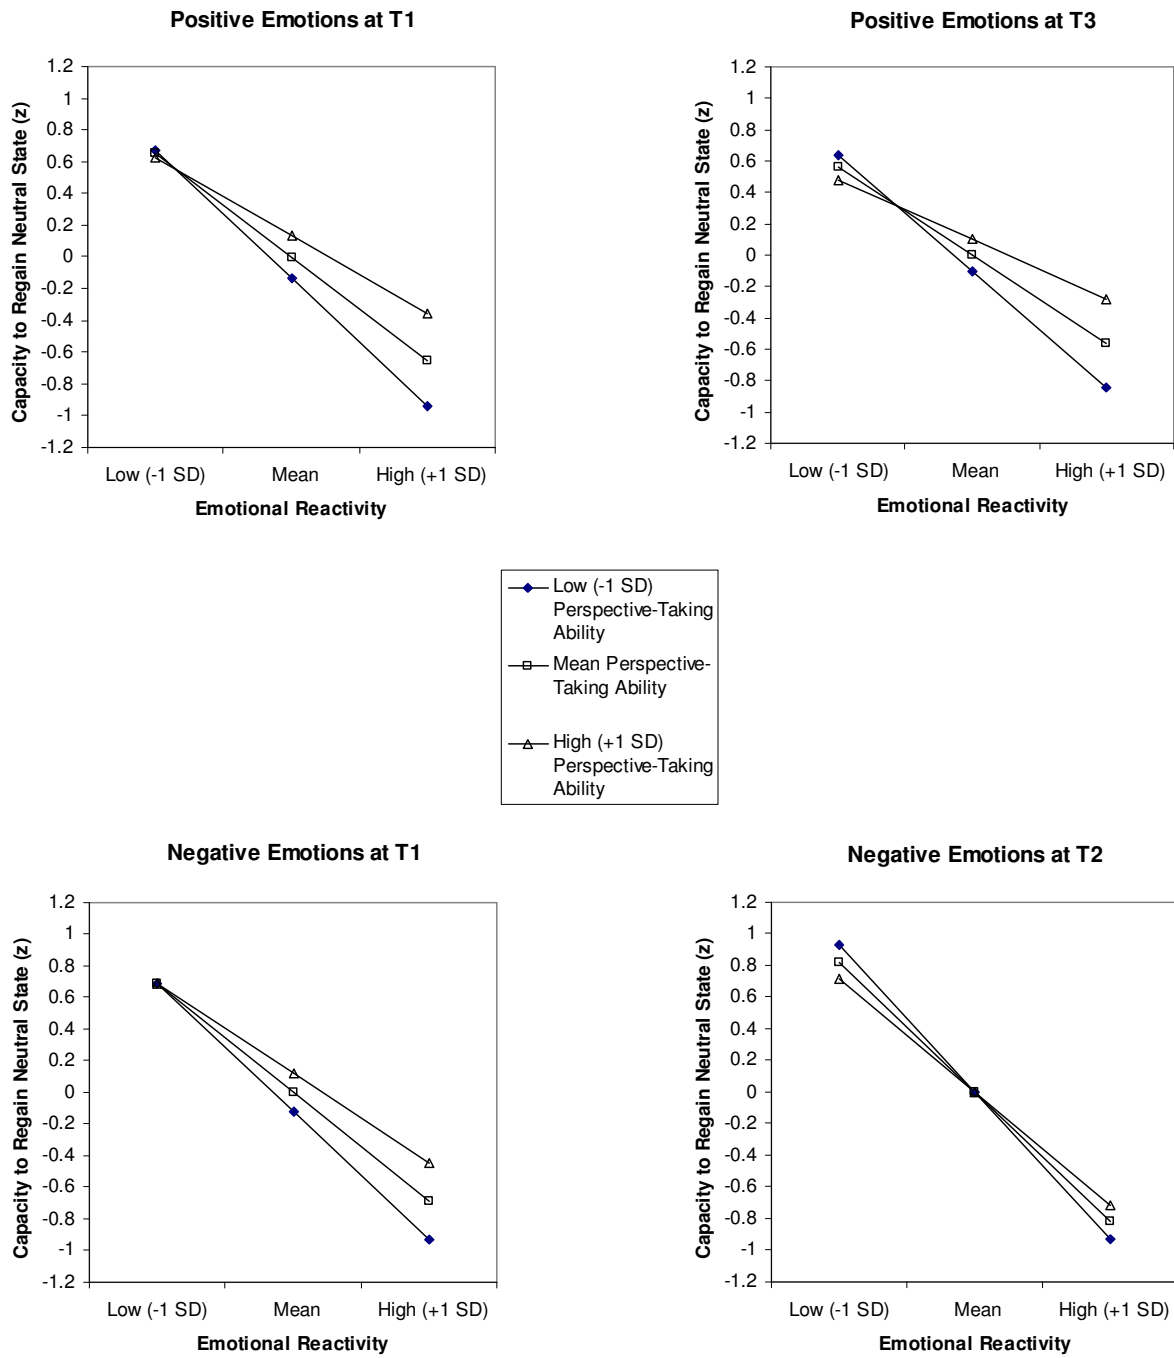 Positive Emotions at T1
1.2
1
0.8
0.6
0.4
0.2
0
-0.2
-0.4
-0.6
-0.8
-1
-1.2
Capacity to Regain Neutral State (z)
Low (-1 SD) Mean High (+1 SD)
Emotional Reactivity
Positive Emotions at T3
1.2
1
0.8
0.6
0.4
0.2
0
-0.2
-0.4
-0.6
-0.8
-1
-1.2
Capacity to Regain Neutral State (z)
Low (-1 SD) Mean High (+1 SD)
Emotional Reactivity
Low (-1 SD)
Perspective-Taking
Ability
Mean Perspective-
Taking Ability
High (+1 SD)
Perspective-Taking
Ability
Negative Emotions at T1
1.2
1
0.8
0.6
0.4
0.2
0
-0.2
-0.4
-0.6
-0.8
-1
-1.2
Capacity to Regain Neutral State (z)
Low (-1 SD) Mean High (+1 SD)
Emotional Reactivity
Negative Emotions at T2
1.2
1
0.8
0.6
0.4
0.2
0
-0.2
-0.4
-0.6
-0.8
-1
-1.2
Capacity to Regain Neutral State (z)
Low (-1 SD) Mean High (+1 SD)
Emotional Reactivity